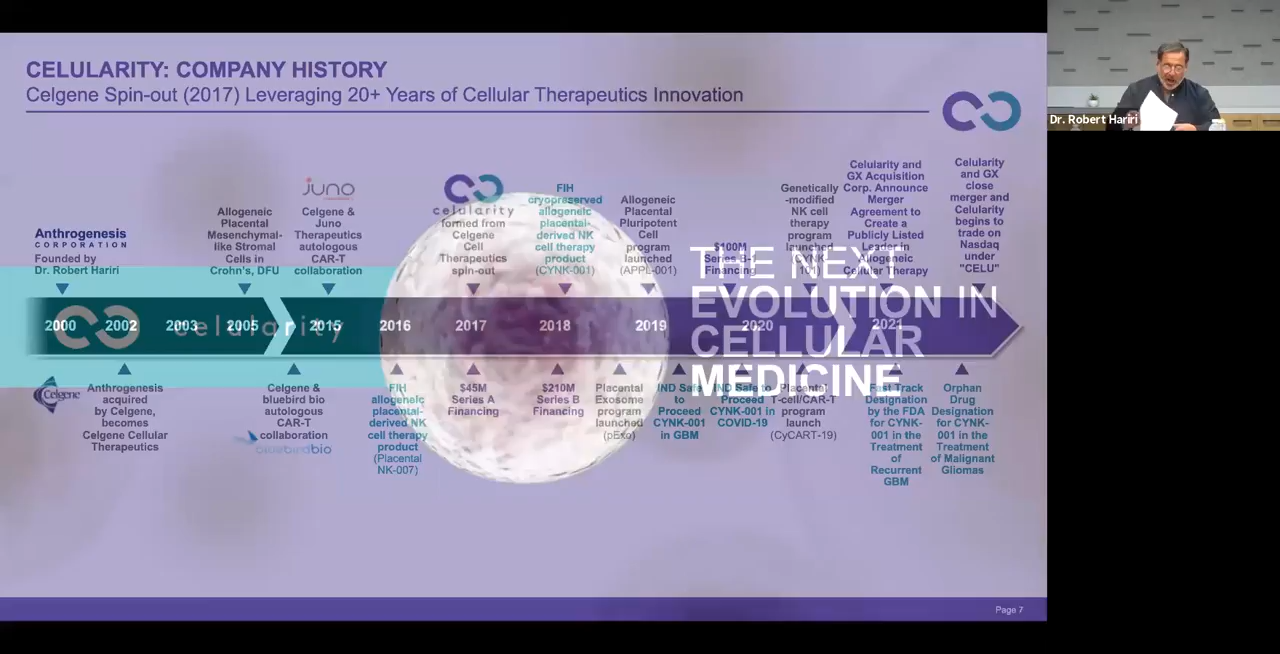 CELULARITY: COMPANY HISTORY
Celgene Spin-out (2017) Leveraging 20+ Years of Cellular Therapeutics Innovation
Dr. Robert Hariri
Anthrogenesis
CORPORATION
Founded by
Dr. Robert Hariri
Allogeneic
Placental
Mesenchymal-
like Stromal
Cells in
Crohn's, DFU
juno
Celgene &
Juno
Therapeutics
autologous
CAR-T
collaboration
celularity
formed from
Celgene
Cell
Therapeutics
spin-out
FIH
cryopreserved
allogeneic
placental-
derived NK
cell therapy
product
(CYNK-001)
Allogeneic
Placental
Pluripotent
Cell
program
launched
(APPL-001)
$100M
Series B-1
Financing
Genetically
-modified
NK cell
therapy
program
launched
(CYNK-
101)
Celularity and
GX Acquisition
Corp. Announce
Merger
Agreement to
Create a
Publicly Listed
Leader in
Allogeneic
Cellular Therapy
Celularity
and GX
close
merger and
Celularity
begins to
trade on
Nasdaq
under
"CELU"
THE NEXT
EVOLUTION IN
CELLULAR
MEDICINE
celularity
2000 2002 2003 2005 2015 2016 2017 2018 2019 2020 2021
Celgene
Anthrogenesis
acquired
by Celgene,
becomes
Celgene Cellular
Therapeutics
Celgene &
bluebird bio
autologous
CAR-T
collaboration
bluebirdbio
FIH
allogeneic
placental-
derived NK
cell therapy
product
(Placental
NK-007)
$45M
Series A
Financing
$210M
Series B
Financing
Placental
Exosome
program
launched
(pExo)
IND Safe
to
Proceed
CYNK-001
in GBM
IND Safe to
Proceed
CYNK-001 in
COVID-19
Placental
T-cell/CAR-T
program
launch
(CyCART-19)
Fast Track
Designation
by the FDA
for CYNK-
001 in the
Treatment
of
Recurrent
GBM
Orphan
Drug
Designation
for CYNK-
001 in the
Treatment
of Malignant
Gliomas
Page 7